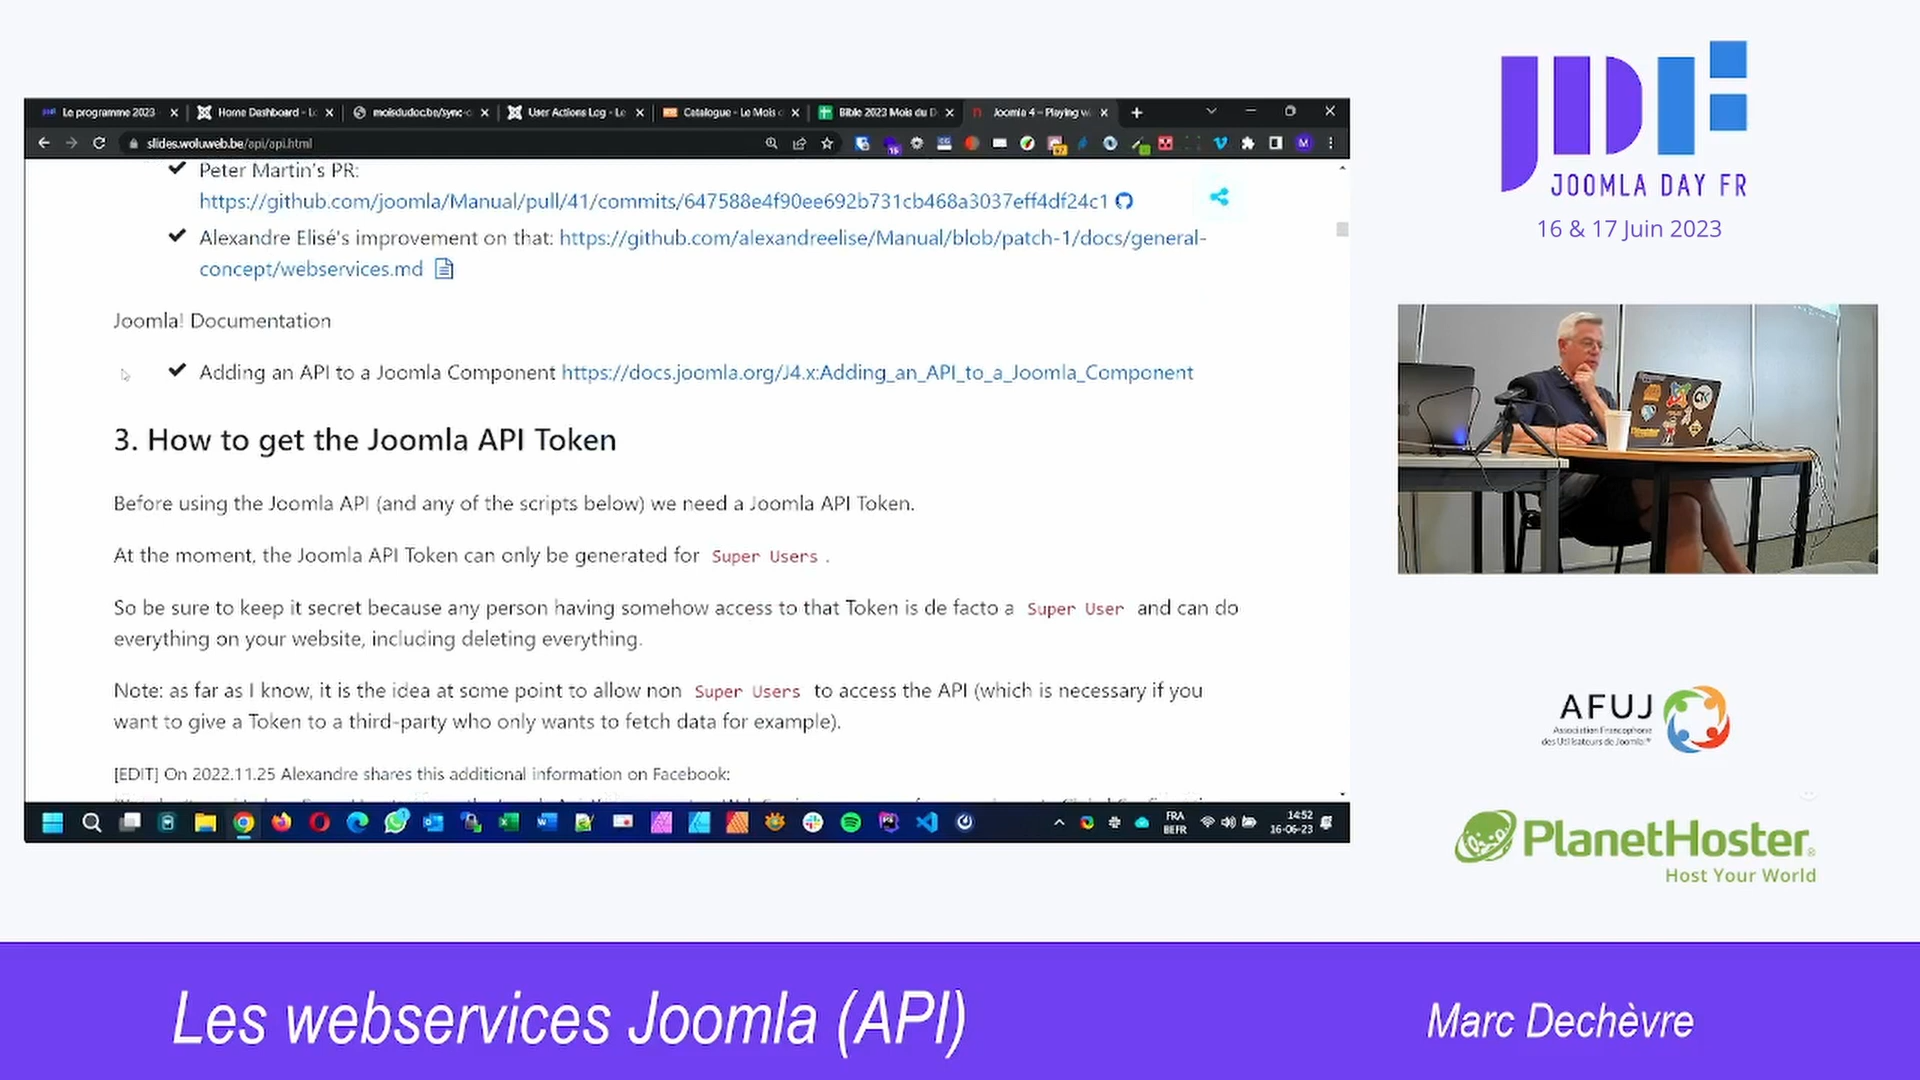 Le programme 2023
Home Dashboard - Lo
moisdudoc.be/sync-o
User Actions Log - Le
Catalogue - Le Mois d
Bible 2023 Mois du D
Joomla 4 – Playing w
slides.woluweb.be/api/api.html
Peter Martin's PR:
https://github.com/joomla/Manual/pull/41/commits/647588e4f90ee692b731cb468a3037eff4df24c1
Alexandre Elisé's improvement on that: https://github.com/alexandreelise/Manual/blob/patch-1/docs/general-
concept/webservices.md
Joomla! Documentation
Adding an API to a Joomla Component https://docs.joomla.org/J4.x:Adding_an_API_to_a_Joomla_Component
3. How to get the Joomla API Token
Before using the Joomla API (and any of the scripts below) we need a Joomla API Token.
At the moment, the Joomla API Token can only be generated for Super Users .
So be sure to keep it secret because any person having somehow access to that Token is de facto a Super User and can do
everything on your website, including deleting everything.
Note: as far as I know, it is the idea at some point to allow non Super Users to access the API (which is necessary if you
want to give a Token to a third-party who only wants to fetch data for example).
[EDIT] On 2022.11.25 Alexandre shares this additional information on Facebook:
FRA
BEFR
14:52
16-06-23
JDF
JOOMLA DAY FR
16 & 17 Juin 2023
AFUJ
Association Francophone
des Utilisateurs de Joomla!®
PlanetHoster®
Host Your World
Les webservices Joomla (API)
Marc Dechèvre